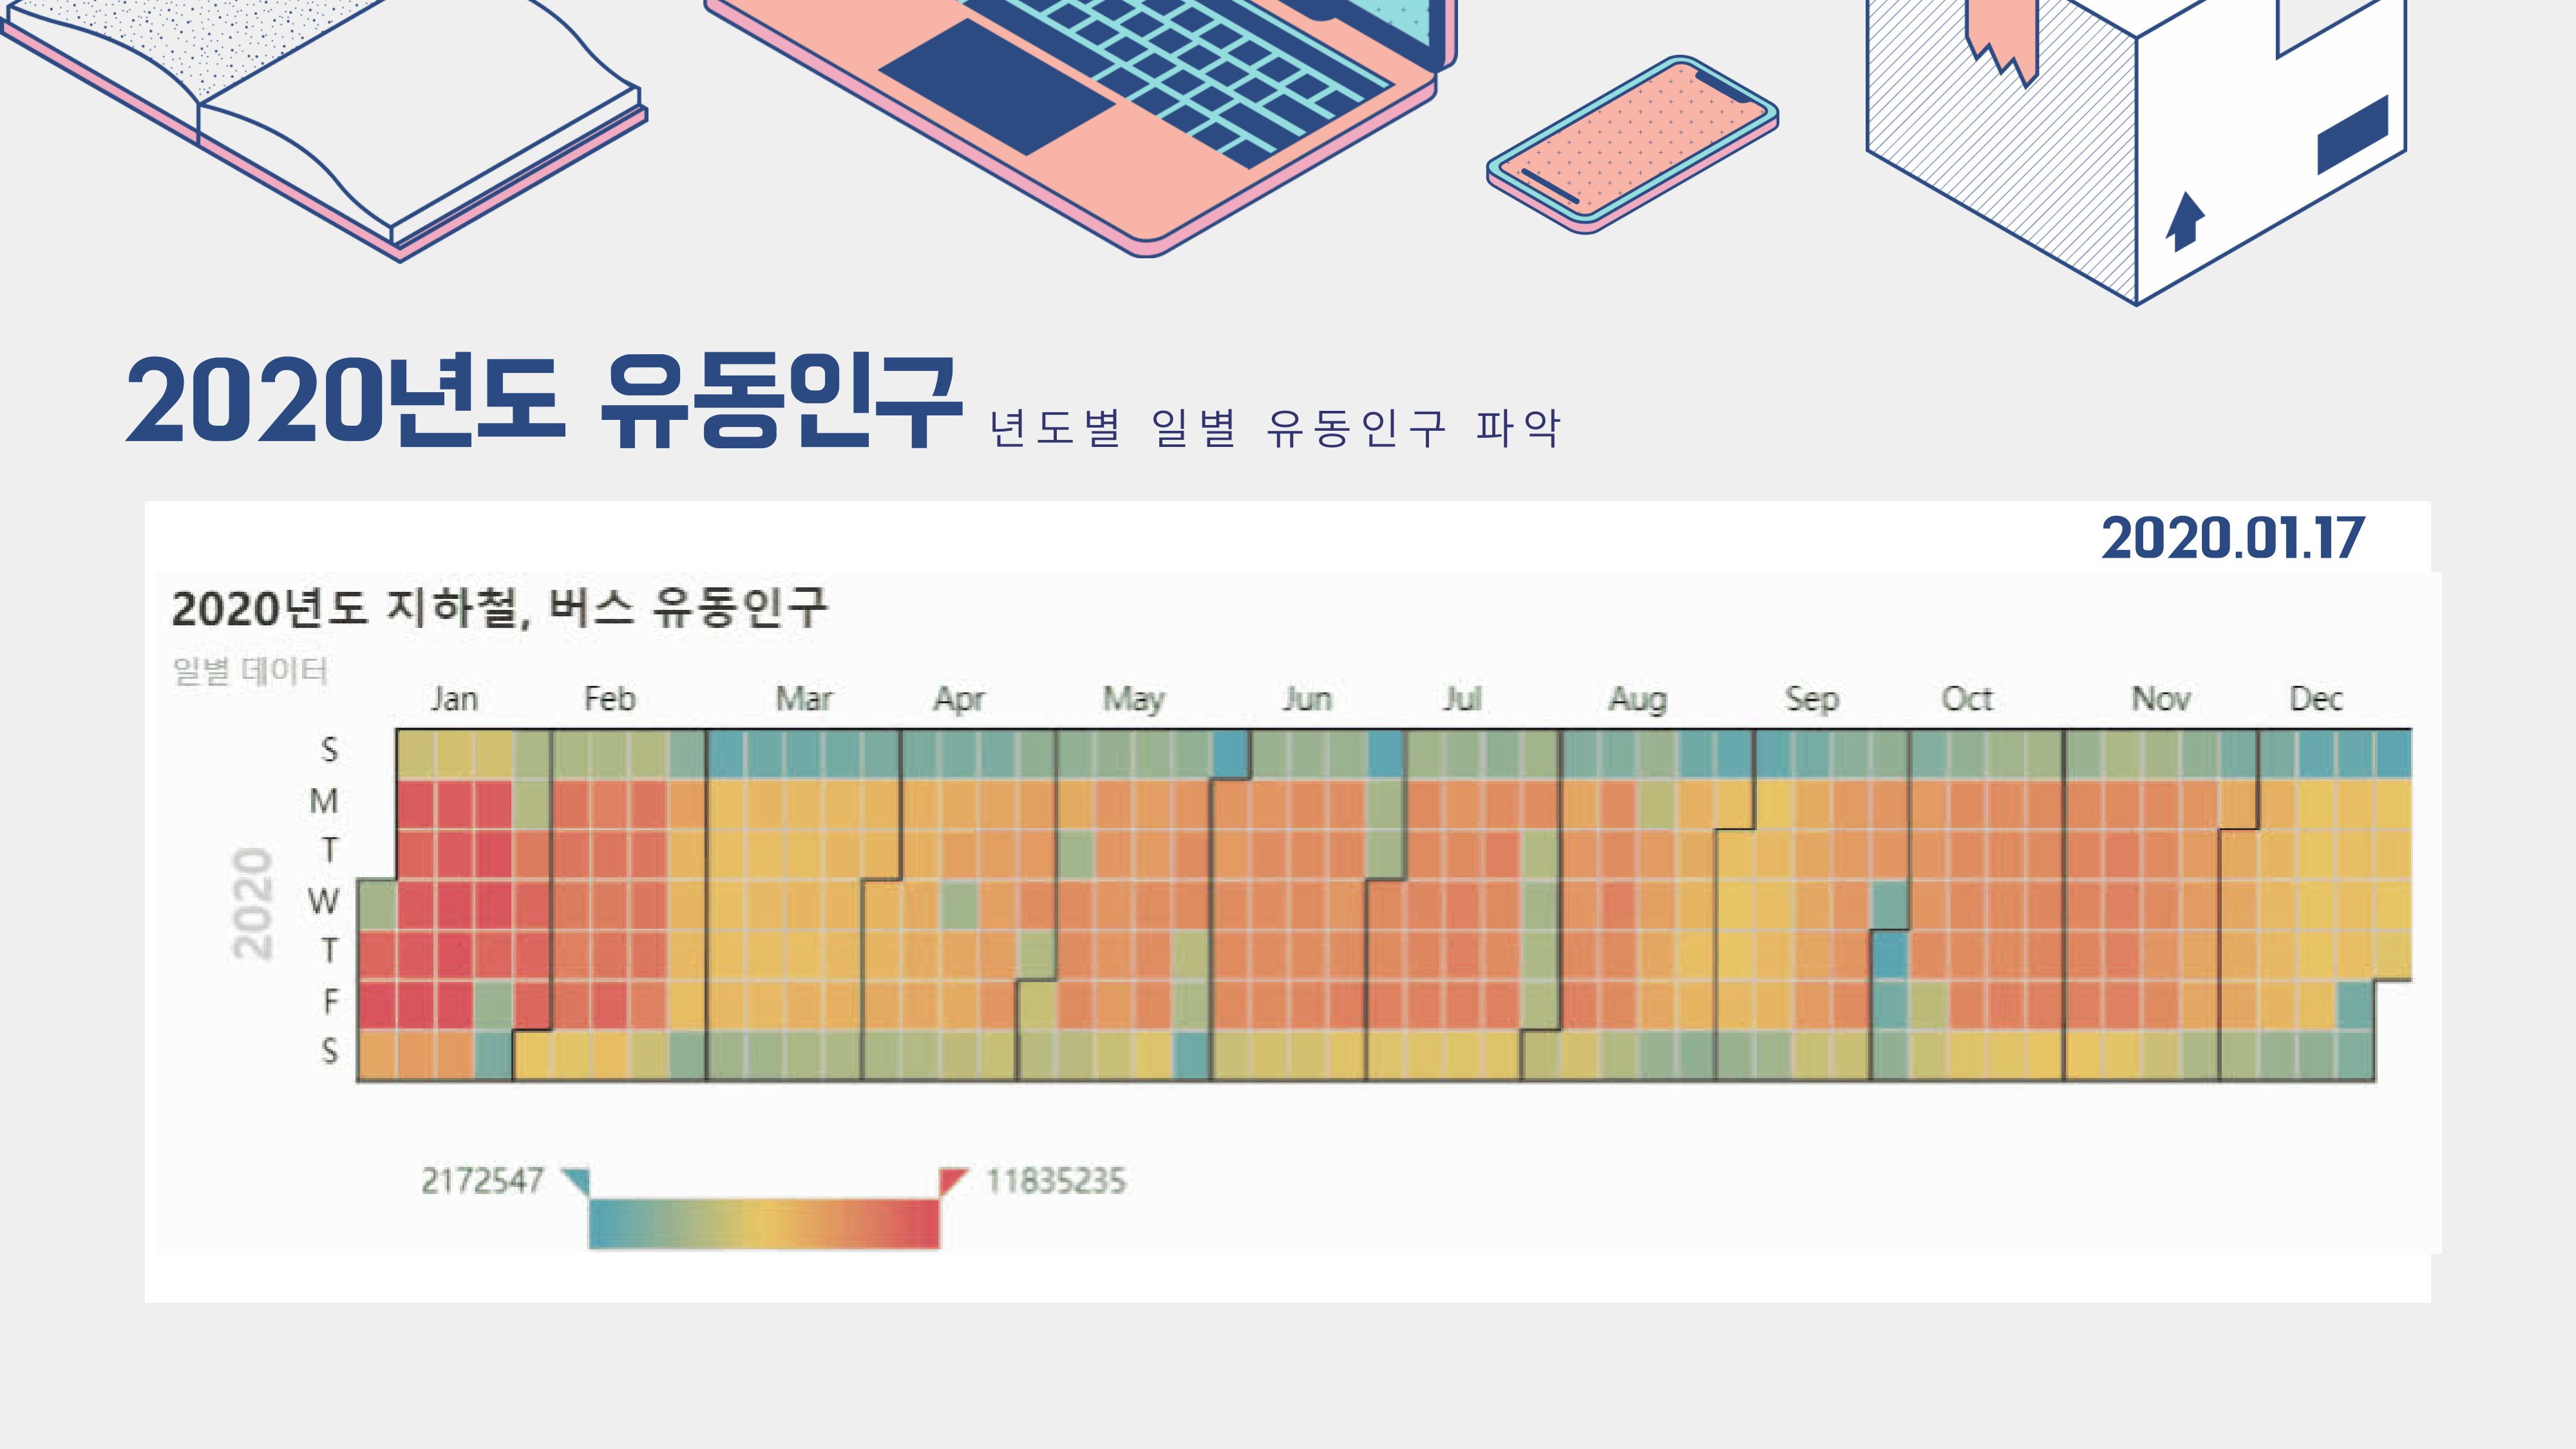 2020년도 유동인구 년도별 일별 유동인구 파악
2020.01.17
2020년도 지하철, 버스 유동인구
일별 데이터
Jan Feb Mar Apr May Jun Jul Aug Sep Oct Nov Dec
2020
S
M
T
W
T
F
S
2172547 11835235